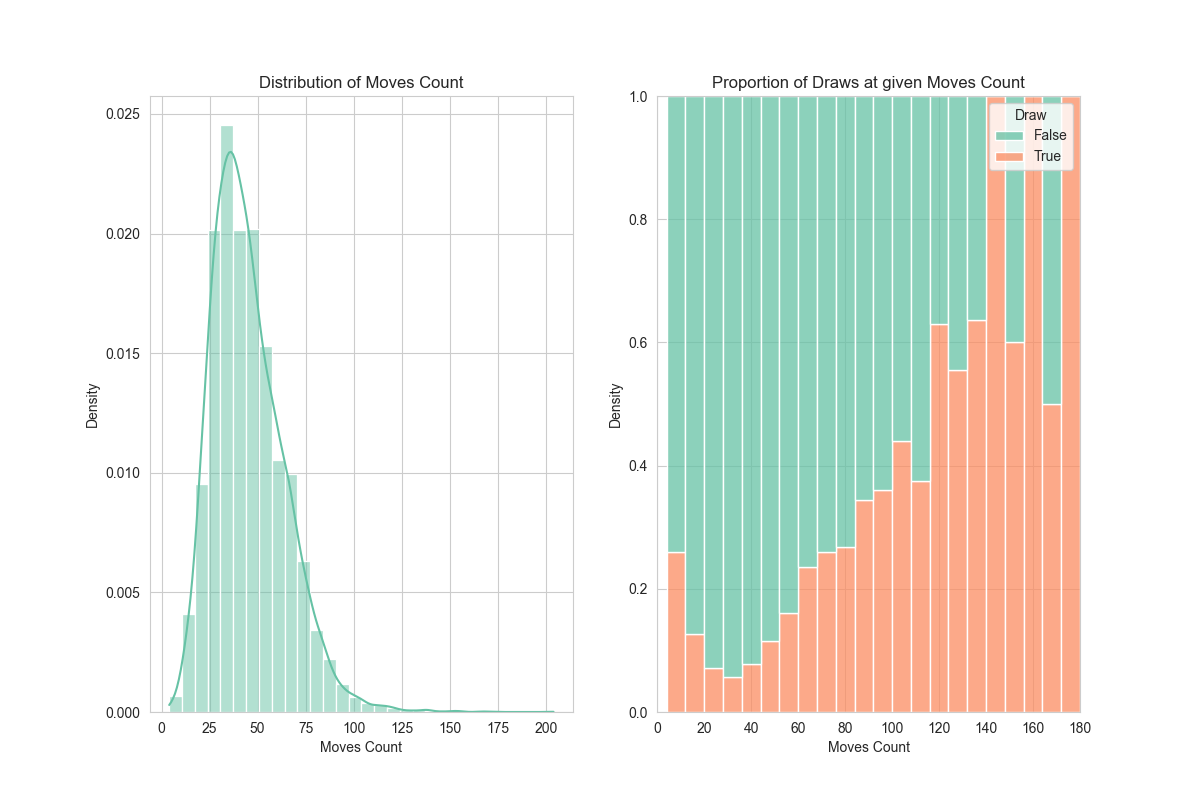 Distribution of Moves Count
0.025
0.020
0.015
0.010
0.005
0.000
Density
0 25 50 75 100 125 150 175 200
Moves Count
Proportion of Draws at given Moves Count
1.0
0.8
0.6
0.4
0.2
0.0
Density
Draw
False
True
0 20 40 60 80 100 120 140 160 180
Moves Count